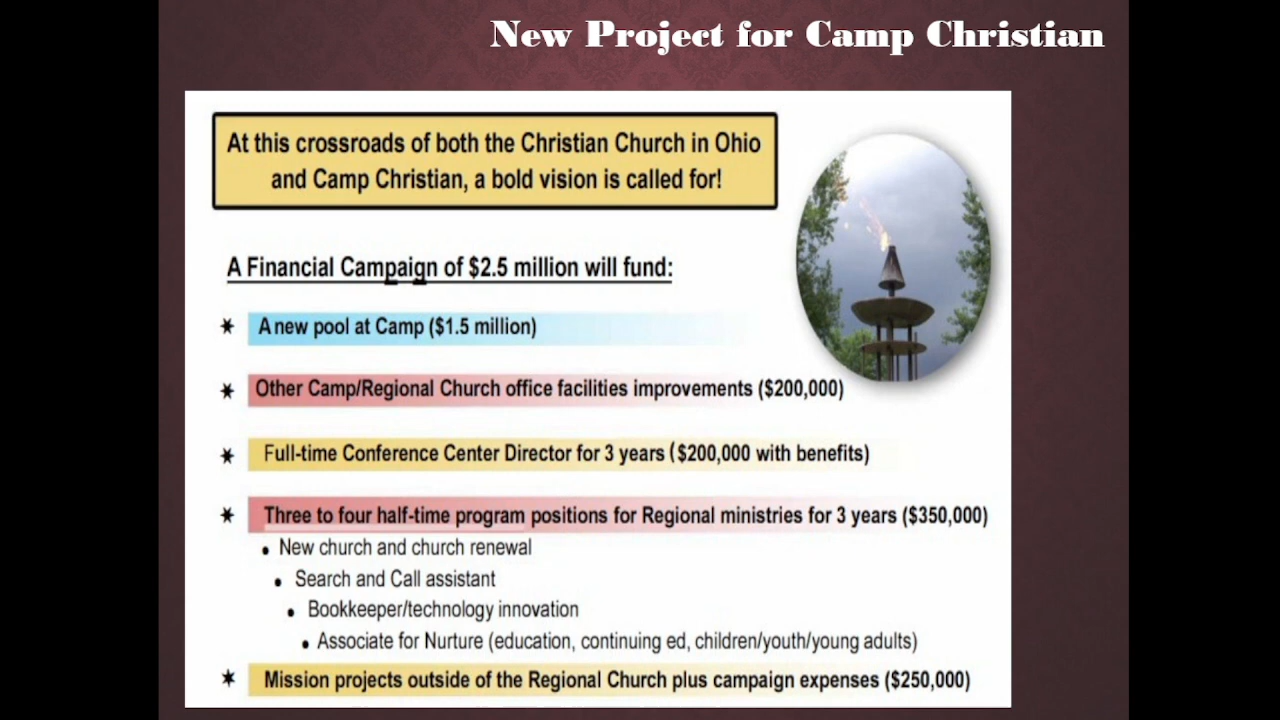 New Project for Camp Christian
At this crossroads of both the Christian Church in Ohio
and Camp Christian, a bold vision is called for!
A Financial Campaign of $2.5 million will fund:
✶ A new pool at Camp ($1.5 million)
✶ Other Camp/Regional Church office facilities improvements ($200,000)
✶ Full-time Conference Center Director for 3 years ($200,000 with benefits)
✶ Three to four half-time program positions for Regional ministries for 3 years ($350,000)
• New church and church renewal
• Search and Call assistant
• Bookkeeper/technology innovation
• Associate for Nurture (education, continuing ed, children/youth/young adults)
✶ Mission projects outside of the Regional Church plus campaign expenses ($250,000)